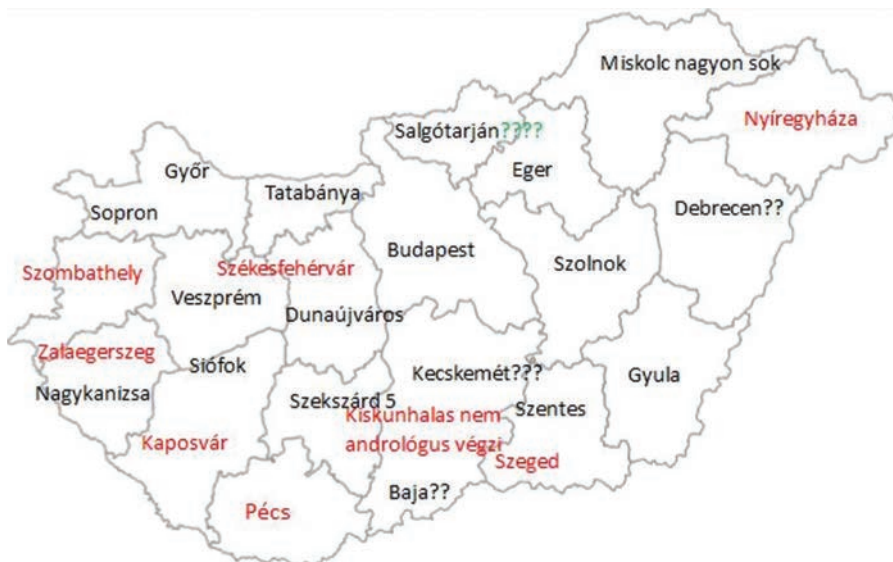 Miskolc nagyon sok
Nyíregyháza
Salgótarján????
Eger
Győr
Tatabánya
Sopron
Debrecen??
Budapest
Szolnok
Szombathely
Székesfehérvár
Veszprém
Dunaújváros
Zalaegerszeg
Siófok
Nagykanizsa
Kecskemét???
Gyula
Szekszárd 5
Szentes
Kiskunhalas nem
andrológus végzi
Kaposvár
Szeged
Baja??
Pécs